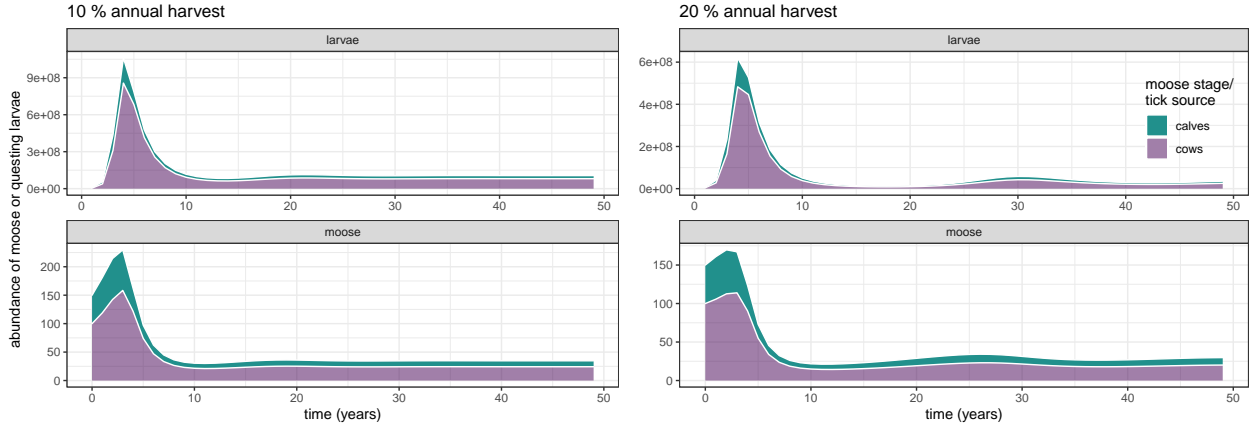 10 % annual harvest
20 % annual harvest
abundance of moose or questing larvae
larvae
9e+08
6e+08
3e+08
0e+00
0 10 20 30 40 50
larvae
6e+08
4e+08
2e+08
0e+00
0 10 20 30 40 50
moose stage/
tick source
calves
cows
moose
200
150
100
50
0
0 10 20 30 40 50
time (years)
moose
150
100
50
0
0 10 20 30 40 50
time (years)